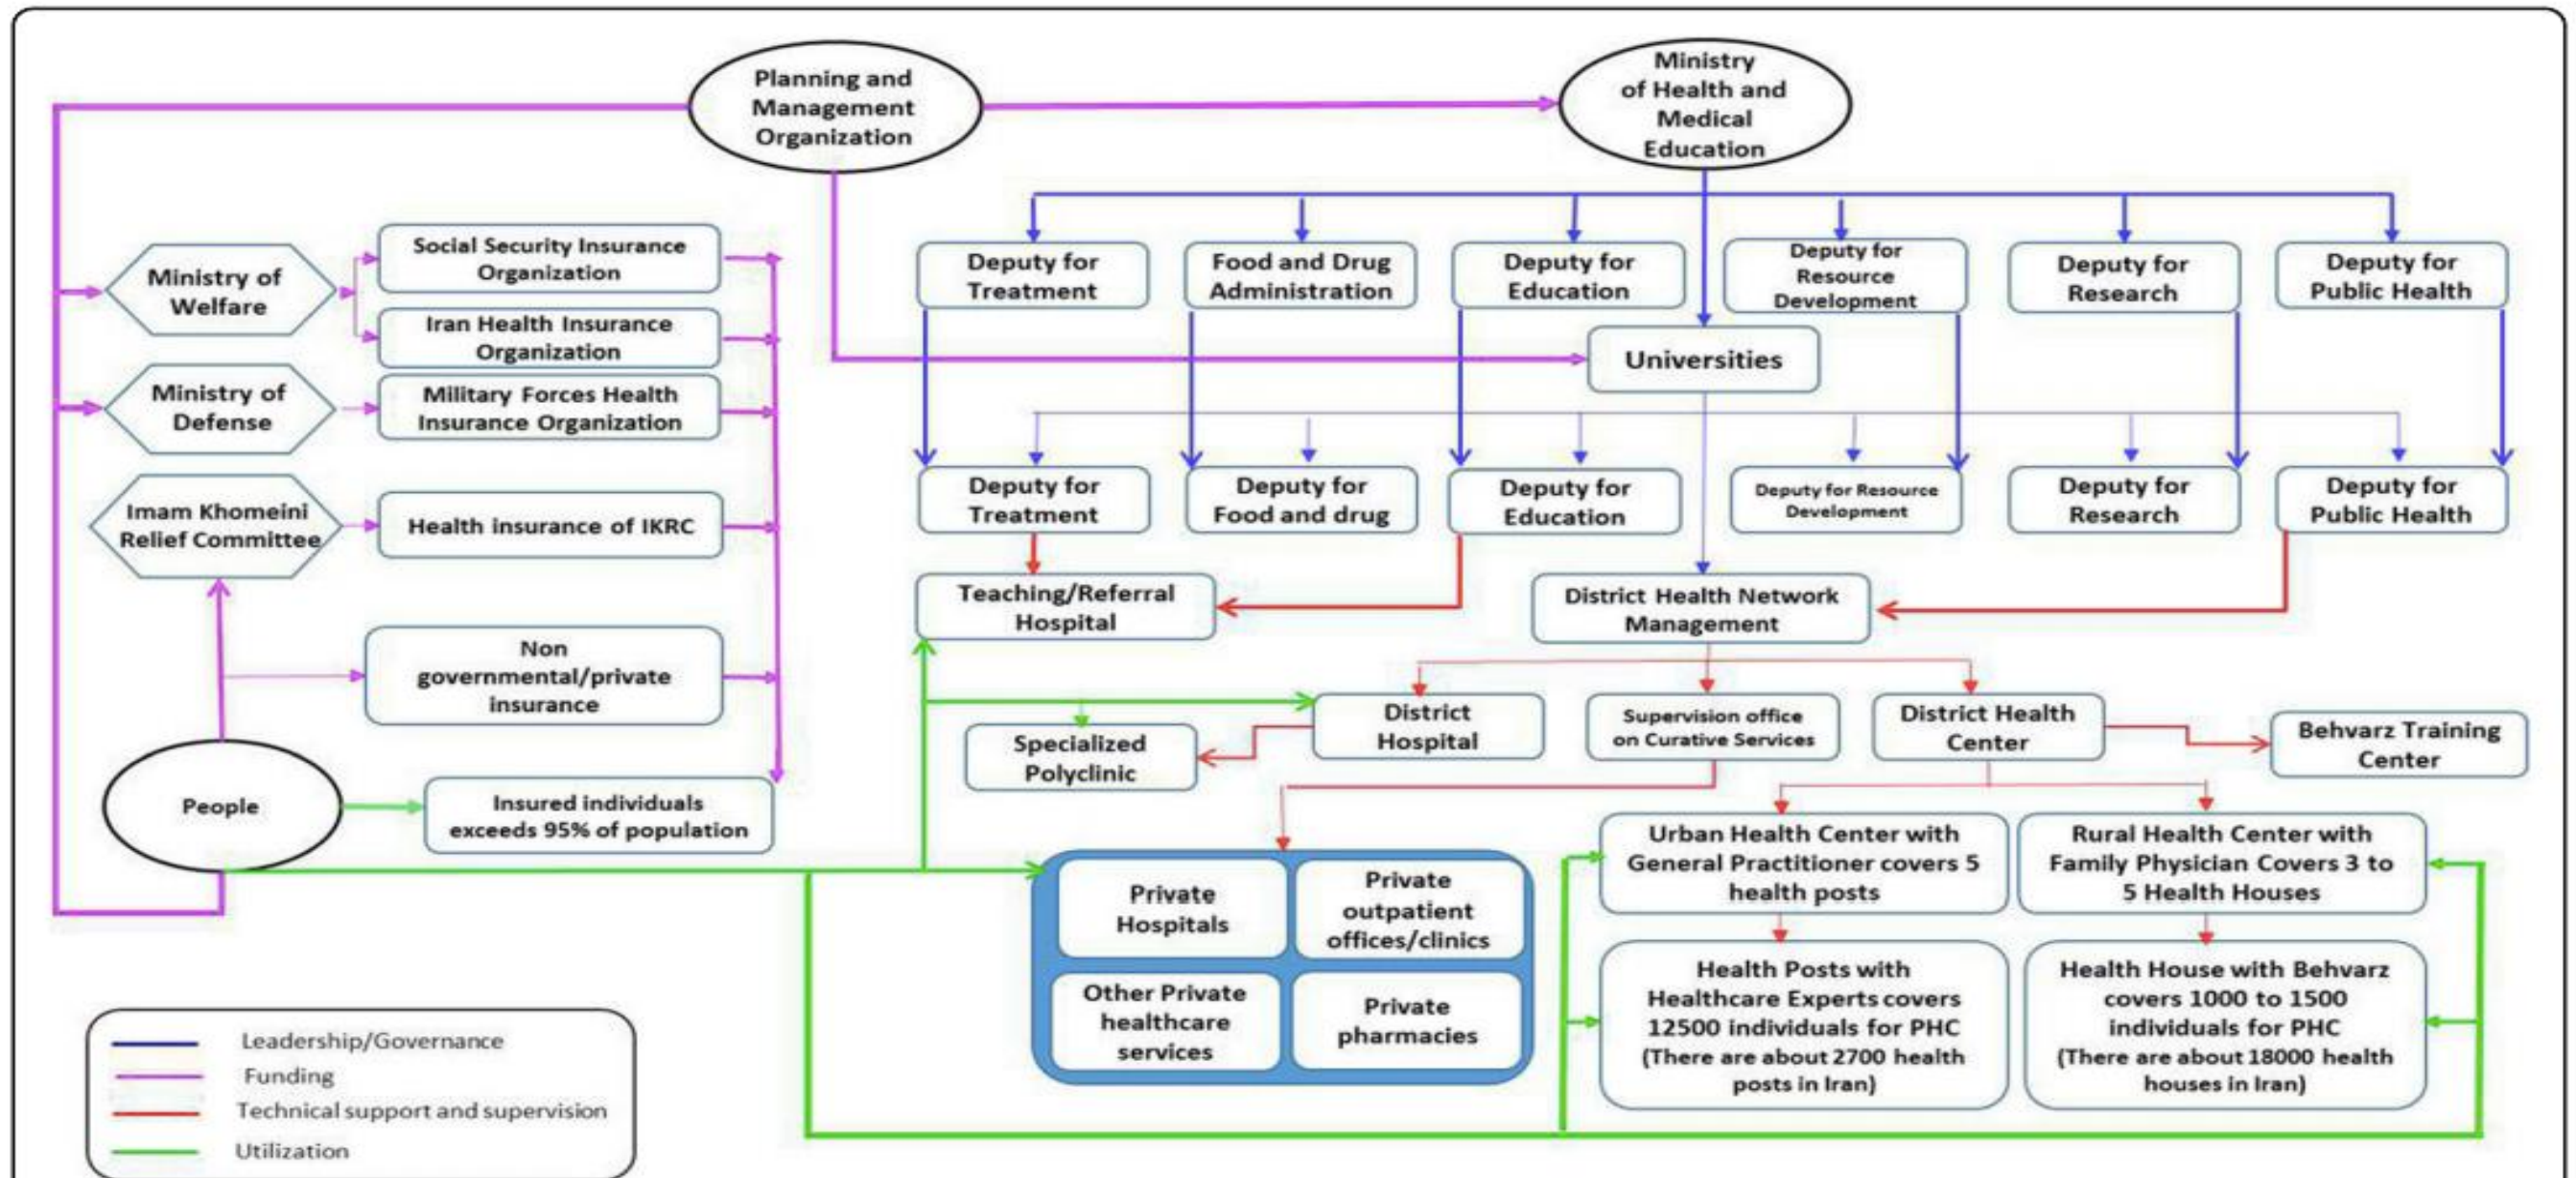 Planning and
Management
Organization
Ministry
of Health and
Medical
Education
Ministry of
Welfare
Social Security Insurance
Organization
Iran Health Insurance
Organization
Ministry of
Defense
Military Forces Health
Insurance Organization
Imam Khomeini
Relief Committee
Health insurance of IKRC
Non
governmental/private
insurance
People
Insured individuals
exceeds 95% of population
Deputy for
Treatment
Food and Drug
Administration
Deputy for
Education
Deputy for
Resource
Development
Deputy for
Research
Deputy for
Public Health
Universities
Deputy for
Treatment
Deputy for
Food and drug
Deputy for
Education
Deputy for Resource
Development
Deputy for
Research
Deputy for
Public Health
Teaching/Referral
Hospital
District Health Network
Management
Specialized
Polyclinic
District
Hospital
Supervision office
on Curative Services
District Health
Center
Behvarz Training
Center
Private
Hospitals
Private
outpatient
offices/clinics
Other Private
healthcare
services
Private
pharmacies
Urban Health Center with
General Practitioner covers 5
health posts
Rural Health Center with
Family Physician Covers 3 to
5 Health Houses
Health Posts with
Healthcare Experts covers
12500 individuals for PHC
(There are about 2700 health
posts in Iran)
Health House with Behvarz
covers 1000 to 1500
individuals for PHC
(There are about 18000 health
houses in Iran)
Leadership/Governance
Funding
Technical support and supervision
Utilization